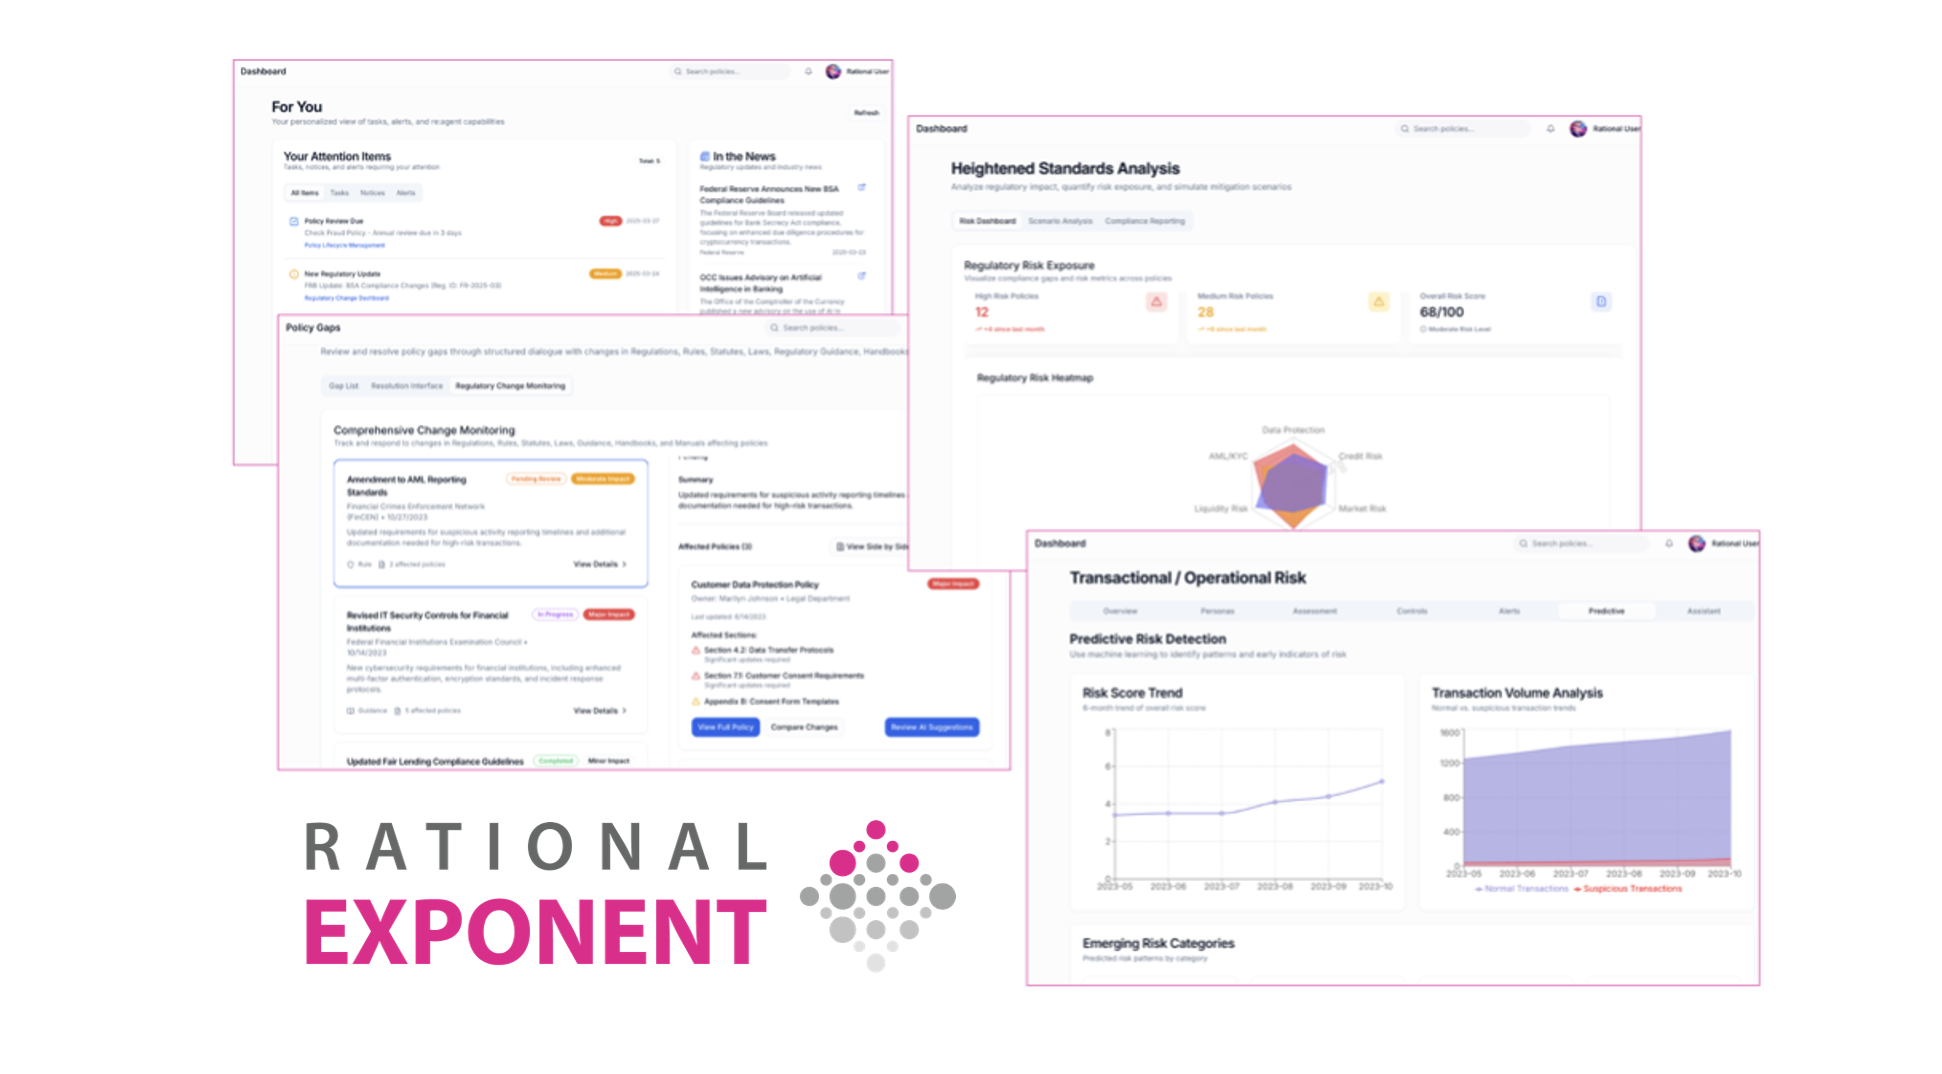 Dashboard
Search policies...
Rational User
For You
Your personalized view of tasks, alerts, and re:agent capabilities
Refresh
Your Attention Items
Tasks, notices, and alerts requiring your attention
Total: 5
All Items Tasks Notices Alerts
Policy Review Due
High 2025-03-27
Check Fraud Policy - Annual review due in 3 days
Policy Lifecycle Management
New Regulatory Update
Medium 2025-03-24
FRB Update: BSA Compliance Changes (Reg. ID: FR-2025-03)
Regulatory Change Dashboard
In the News
Regulatory updates and industry news
Federal Reserve Announces New BSA
Compliance Guidelines
The Federal Reserve Board released updated
guidelines for Bank Secrecy Act compliance,
focusing on enhanced due diligence procedures for
cryptocurrency transactions.
Federal Reserve 2025-03-23
OCC Issues Advisory on Artificial
Intelligence in Banking
The Office of the Comptroller of the Currency
published a new advisory on the use of AI in
Policy Gaps
Search policies...
Review and resolve policy gaps through structured dialogue with changes in Regulations, Rules, Statutes, Laws, Regulatory Guidance, Handbooks
Gap List Resolution Interface Regulatory Change Monitoring
Comprehensive Change Monitoring
Track and respond to changes in Regulations, Rules, Statutes, Laws, Guidance, Handbooks, and Manuals affecting policies
Amendment to AML Reporting
Standards
Pending Review Moderate Impact
Financial Crimes Enforcement Network
(FinCEN) • 10/27/2023
Updated requirements for suspicious activity reporting timelines and additional
documentation needed for high-risk transactions.
Rule 3 affected policies
View Details >
Revised IT Security Controls for Financial
Institutions
In Progress Major Impact
Federal Financial Institutions Examination Council •
10/14/2023
New cybersecurity requirements for financial institutions, including enhanced
multi-factor authentication, encryption standards, and incident response
protocols.
Guidance 5 affected policies
View Details >
Updated Fair Lending Compliance Guidelines
Completed Minor Impact
Summary
Updated requirements for suspicious activity reporting timelines
documentation needed for high-risk transactions.
Affected Policies (3)
View Side by Side
Customer Data Protection Policy
Major Impact
Owner: Marilyn Johnson • Legal Department
Last updated: 6/14/2023
Affected Sections:
Section 4.2: Data Transfer Protocols
Significant updates required
Section 7.1: Customer Consent Requirements
Significant updates required
Appendix B: Consent Form Templates
View Full Policy Compare Changes Review AI Suggestions
Dashboard
Search policies...
Rational User
Heightened Standards Analysis
Analyze regulatory impact, quantify risk exposure, and simulate mitigation scenarios
Risk Dashboard Scenario Analysis Compliance Reporting
Regulatory Risk Exposure
Visualize compliance gaps and risk metrics across policies
High Risk Policies
12
+4 since last month
Medium Risk Policies
28
+6 since last month
Overall Risk Score
68/100
Moderate Risk Level
Regulatory Risk Heatmap
Data Protection
AML/KYC
Credit Risk
Liquidity Risk
Market Risk
Dashboard
Search policies...
Rational User
Transactional / Operational Risk
Overview Personas Assessment Controls Alerts Predictive Assistant
Predictive Risk Detection
Use machine learning to identify patterns and early indicators of risk
Risk Score Trend
6-month trend of overall risk score
8
6
4
2
0
2023-05 2023-06 2023-07 2023-08 2023-09 2023-10
Transaction Volume Analysis
Normal vs. suspicious transaction trends
1600
1200
800
400
0
2023-05 2023-06 2023-07 2023-08 2023-09 2023-10
Normal Transactions Suspicious Transactions
Emerging Risk Categories
Predicted risk patterns by category
RATIONAL
EXPONENT